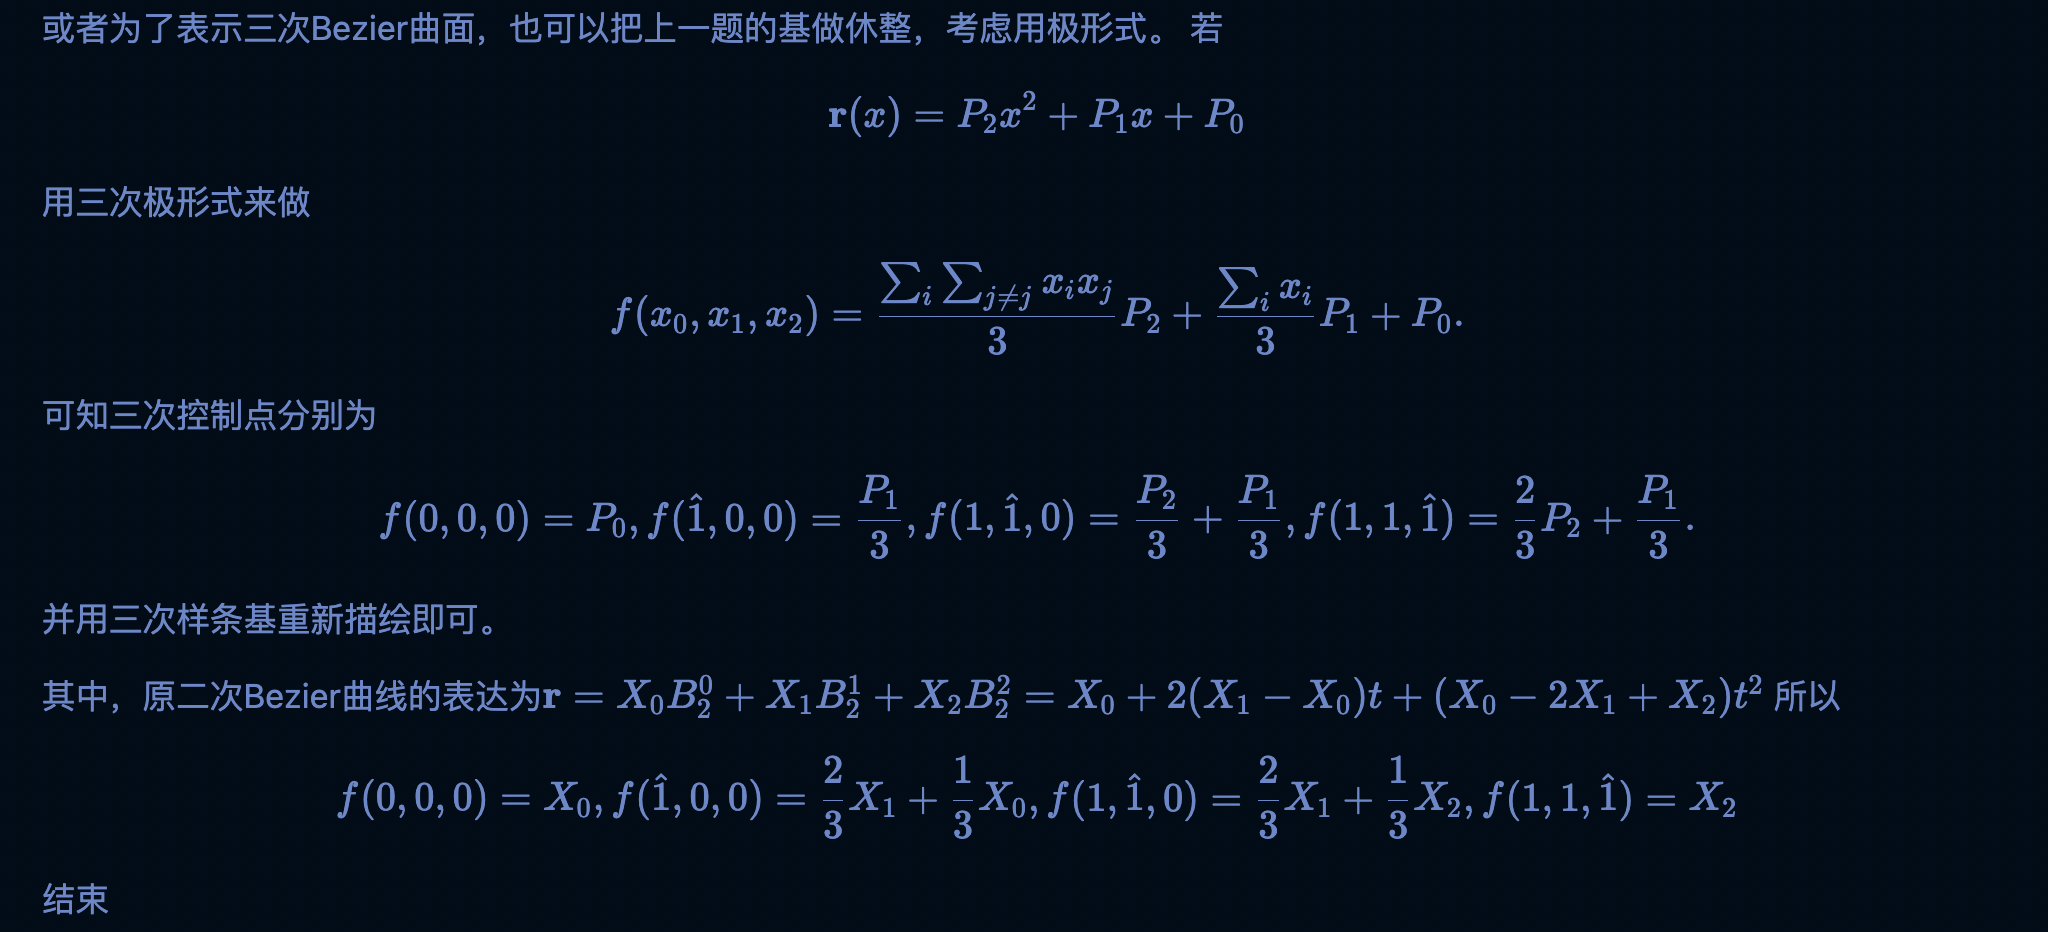 或者为了表示三次Bezier曲面，也可以把上一题的基做休整，考虑用极形式。 若
$$\mathbf{r}(x) = P_2x^2 + P_1x + P_0$$
用三次极形式来做
$$f(x_0, x_1, x_2) = \frac{\sum_i \sum_{j \neq j} x_i x_j}{3} P_2 + \frac{\sum_i x_i}{3} P_1 + P_0.$$
可知三次控制点分别为
$$f(0,0,0) = P_0, f(\hat{1},0,0) = \frac{P_1}{3}, f(1,\hat{1},0) = \frac{P_2}{3} + \frac{P_1}{3}, f(1,1,\hat{1}) = \frac{2}{3}P_2 + \frac{P_1}{3}.$$
并用三次样条基重新描绘即可。
其中，原二次Bezier曲线的表达为$\mathbf{r} = X_0B_2^0 + X_1B_2^1 + X_2B_2^2 = X_0 + 2(X_1 - X_0)t + (X_0 - 2X_1 + X_2)t^2$ 所以
$$f(0,0,0) = X_0, f(\hat{1},0,0) = \frac{2}{3}X_1 + \frac{1}{3}X_0, f(1,\hat{1},0) = \frac{2}{3}X_1 + \frac{1}{3}X_2, f(1,1,\hat{1}) = X_2$$
结束